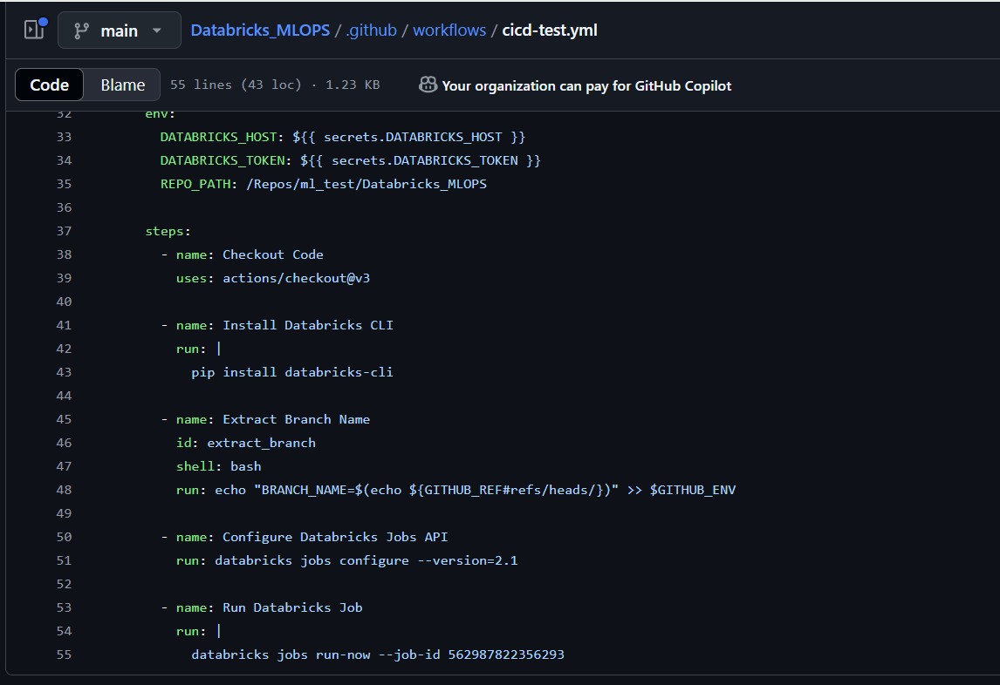 main
Databricks_MLOPS / .github / workflows / cicd-test.yml
Code Blame 55 lines (43 loc) · 1.23 KB Your organization can pay for GitHub Copilot
32 env:
33 DATABRICKS_HOST: ${{ secrets.DATABRICKS_HOST }}
34 DATABRICKS_TOKEN: ${{ secrets.DATABRICKS_TOKEN }}
35 REPO_PATH: /Repos/ml_test/Databricks_MLOPS
36
37 steps:
38 - name: Checkout Code
39 uses: actions/checkout@v3
40
41 - name: Install Databricks CLI
42 run: |
43 pip install databricks-cli
44
45 - name: Extract Branch Name
46 id: extract_branch
47 shell: bash
48 run: echo "BRANCH_NAME=$(echo ${GITHUB_REF#refs/heads/})" >> $GITHUB_ENV
49
50 - name: Configure Databricks Jobs API
51 run: databricks jobs configure --version=2.1
52
53 - name: Run Databricks Job
54 run: |
55 databricks jobs run-now --job-id 562987822356293